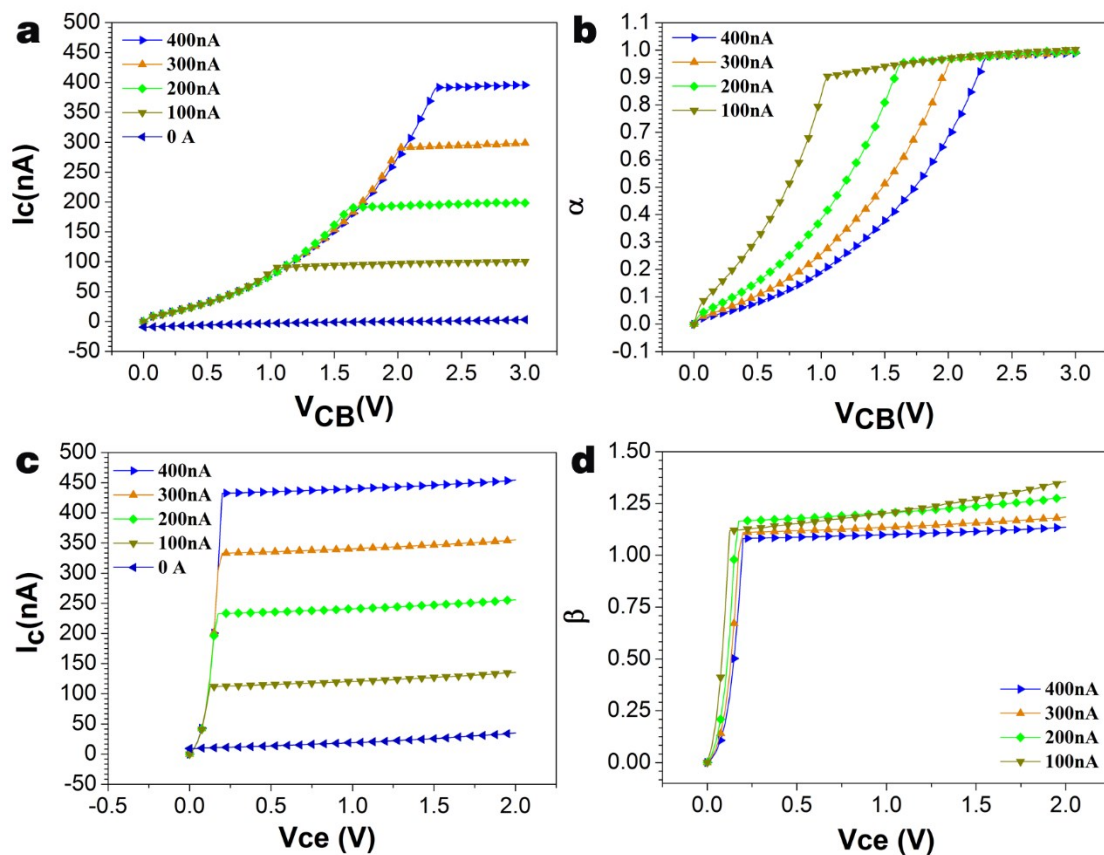 a
500
450
400
350
300
250
200
150
100
50
0
-50
Ic(nA)
400nA
300nA
200nA
100nA
0 A
0.0 0.5 1.0 1.5 2.0 2.5 3.0
VCB(V)
b
1.1
1.0
0.9
0.8
0.7
0.6
0.5
0.4
0.3
0.2
0.1
0.0
-0.1
α
400nA
300nA
200nA
100nA
0.0 0.5 1.0 1.5 2.0 2.5 3.0
VCB(V)
c
500
450
400
350
300
250
200
150
100
50
0
-50
IC(nA)
400nA
300nA
200nA
100nA
0 A
-0.5 0.0 0.5 1.0 1.5 2.0
Vce (V)
d
1.50
1.25
1.00
0.75
0.50
0.25
0.00
β
400nA
300nA
200nA
100nA
0.0 0.5 1.0 1.5 2.0
Vce (V)